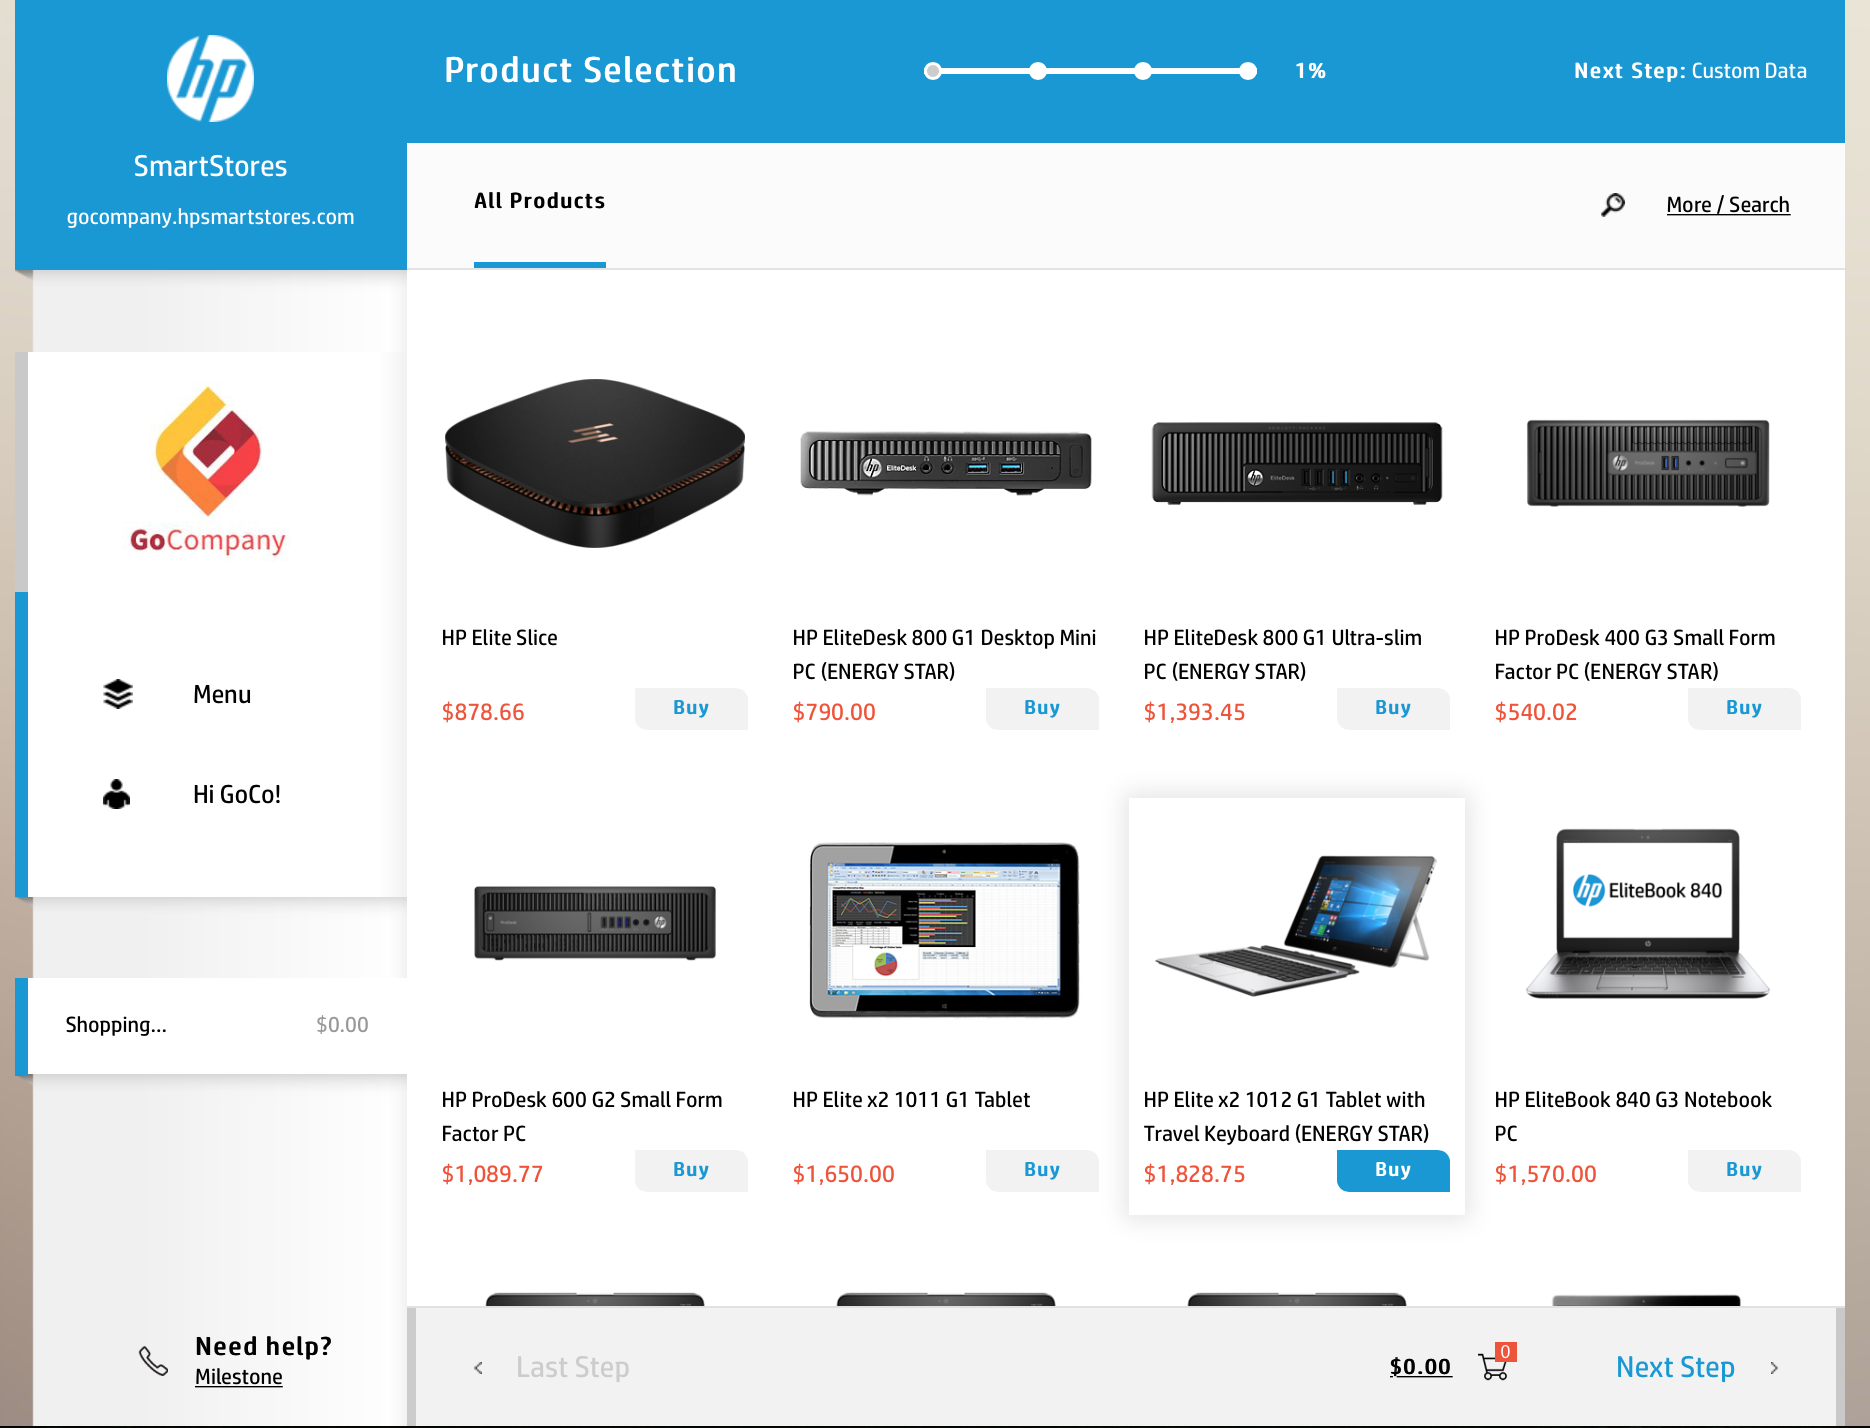 hp
SmartStores
gocompany.hpsmartstores.com
Product Selection
1%
Next Step: Custom Data
All Products
More / Search
GoCompany
Menu
Hi GoCo!
Shopping...
$0.00
Need help?
Milestone
hp
EliteDesk
EliteDesk
HP Elite Slice
$878.66
Buy
HP EliteDesk 800 G1 Desktop Mini
PC (ENERGY STAR)
$790.00
Buy
HP EliteDesk 800 G1 Ultra-slim
PC (ENERGY STAR)
$1,393.45
Buy
HP ProDesk 400 G3 Small Form
Factor PC (ENERGY STAR)
$540.02
Buy
hp EliteBook 840
HP ProDesk 600 G2 Small Form
Factor PC
$1,089.77
Buy
HP Elite x2 1011 G1 Tablet
$1,650.00
Buy
HP Elite x2 1012 G1 Tablet with
Travel Keyboard (ENERGY STAR)
$1,828.75
Buy
HP EliteBook 840 G3 Notebook
PC
$1,570.00
Buy
Last Step
$0.00
0
Next Step